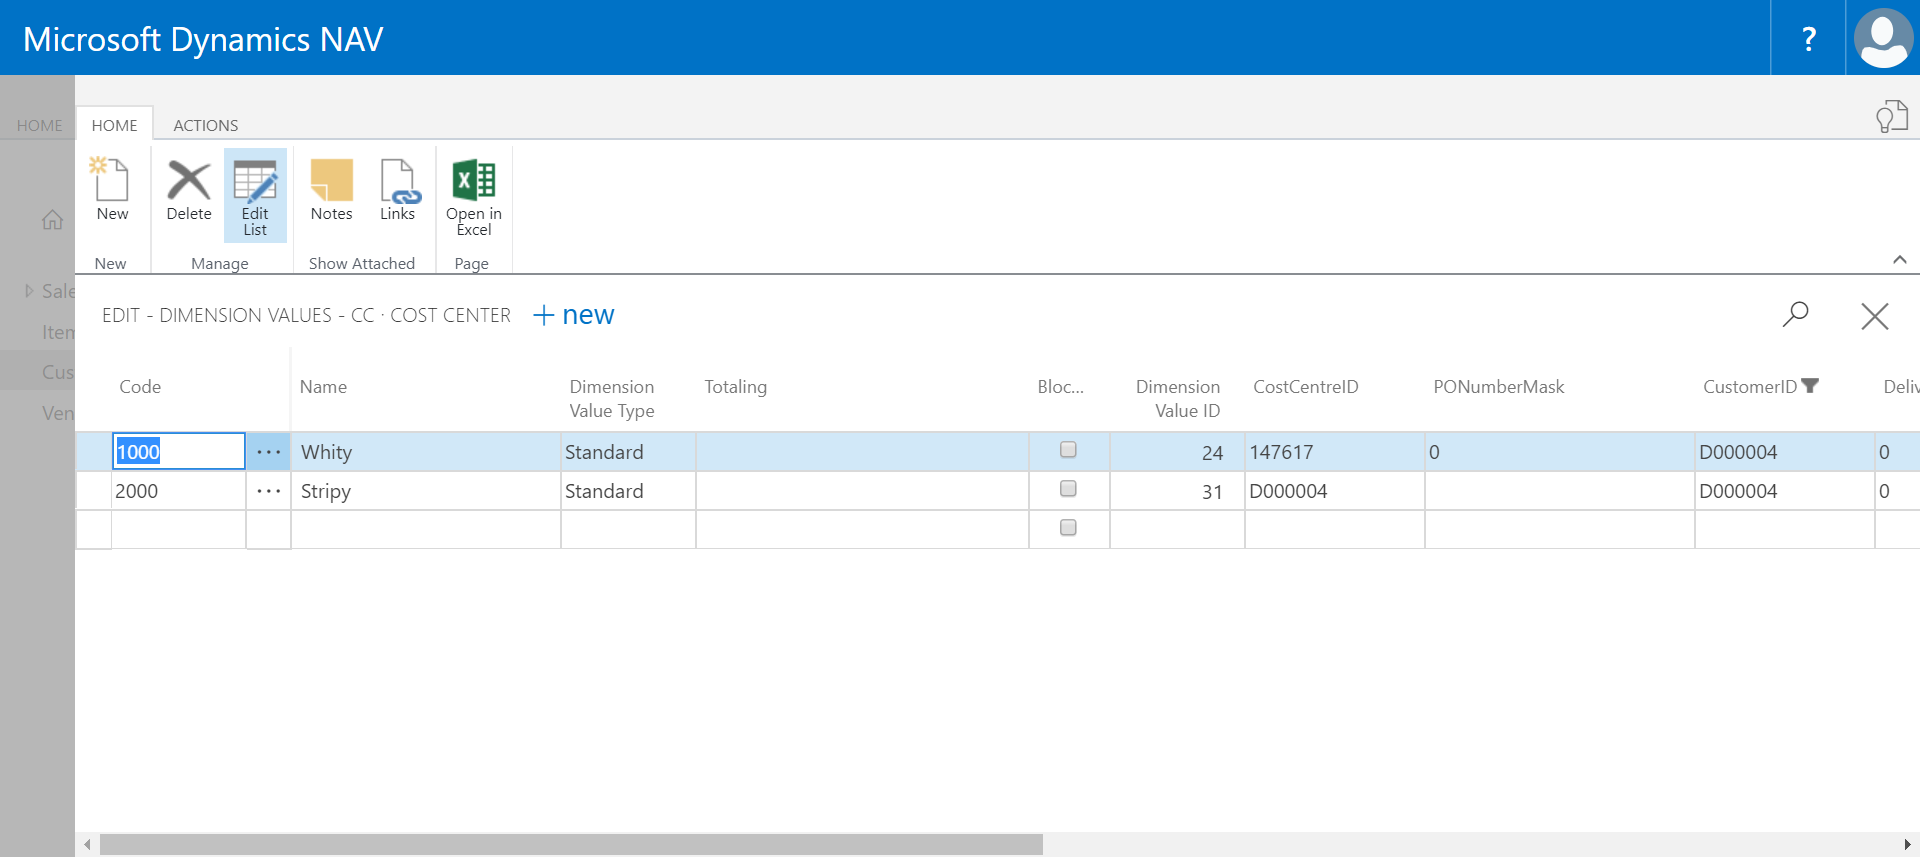 Microsoft Dynamics NAV
?
HOME
HOME
ACTIONS
New
Delete
Edit
List
Notes
Links
Open in
Excel
New
Manage
Show Attached
Page
Sale
Item
Cus
Ven
EDIT - DIMENSION VALUES - CC · COST CENTER
+ new
Code
Name
Dimension
Value Type
Totaling
Bloc...
Dimension
Value ID
CostCentreID
PONumberMask
CustomerID
Deliv
1000 ··· Whity Standard 24 147617 0 D000004 0
2000 ··· Stripy Standard 31 D000004 D000004 0